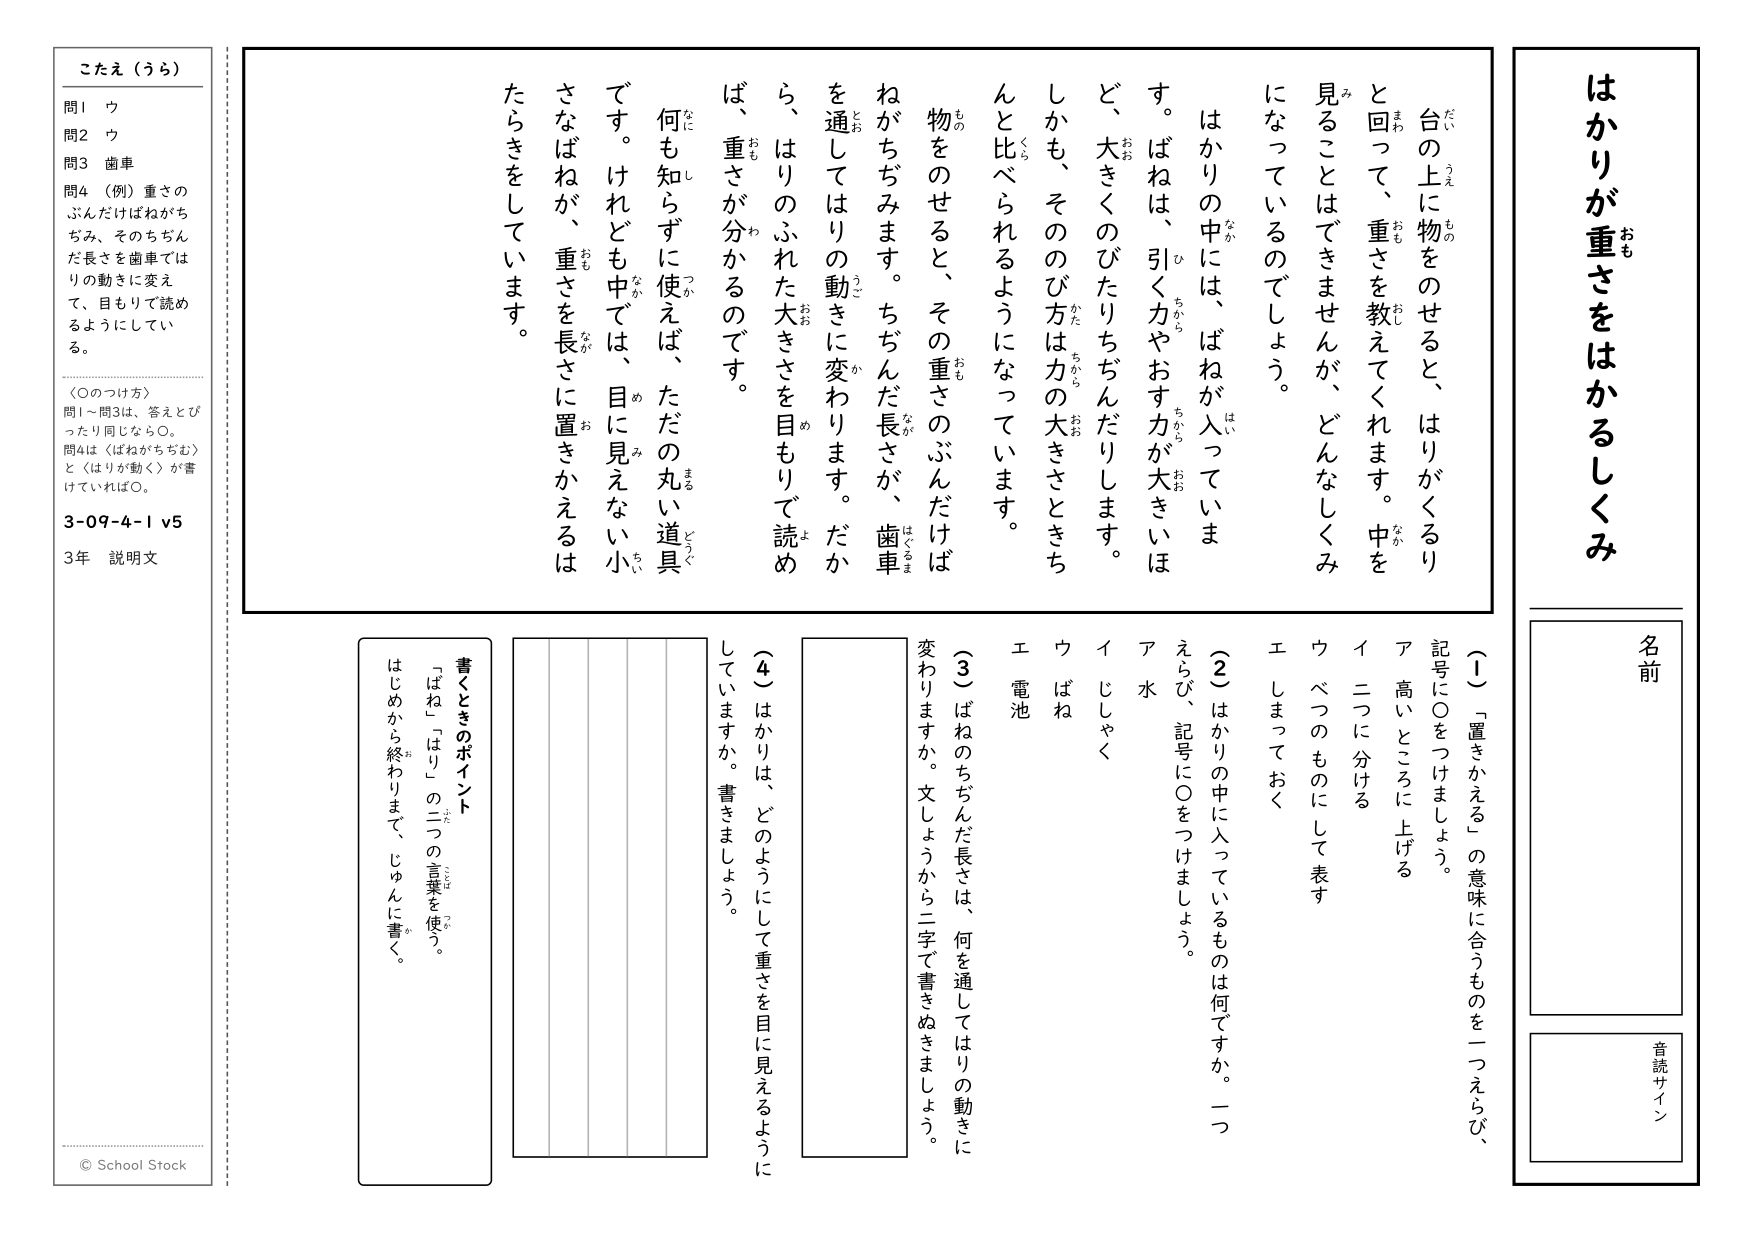 はかりが重さをはかるしくみ
名前
音読サイン
台の上に物をのせると、はりがくるり
と回って、重さを教えてくれます。中を
見ることはできませんが、どんなしくみ
になっているのでしょう。
はかりの中には、ばねが入っていま
す。ばねは、引く力やおす力が大きいほ
ど、大きくのびたりちぢんだりします。
しかも、そののび方は力の大きさときち
んと比べられるようになっています。
物をのせると、その重さのぶんだけば
ねがちぢみます。ちぢんだ長さが、歯車
を通してはりの動きに変わります。だか
ら、はりのふれた大きさを目もりで読め
ば、重さが分かるのです。
何も知らずに使えば、ただの丸い道具
です。けれども中では、目に見えない小
さなばねが、重さを長さに置きかえるは
たらきをしています。
(1)「置きかえる」の意味に合うものを一つえらび、
記号に〇をつけましょう。
ア 高いところに上げる
イ 二つに分ける
ウ べつのものにして表す
エ しまっておく
(2)はかりの中に入っているものは何ですか。一つ
えらび、記号に〇をつけましょう。
ア 水
イ じしゃく
ウ ばね
エ 電池
(3)ばねのちぢんだ長さは、何を通してはりの動きに
変わりますか。文しょうから二字で書きぬきましょう。
(4)はかりは、どのようにして重さを目に見えるように
していますか。書きましょう。
書くときのポイント
「ばね」「はり」の二つの言葉を使う。
はじめから終わりまで、じゅんに書く。
こたえ（うら）
問1 ウ
問2 ウ
問3 歯車
問4 （例）重さの
ぶんだけばねがち
ぢみ、そのちぢん
だ長さを歯車では
りの動きに変え
て、目もりで読め
るようにしてい
る。
〈〇のつけ方〉
問1～問3は、答えとぴ
ったり同じなら〇。
問4は〈ばねがちぢむ〉
と〈はりが動く〉が書
けていれば〇。
3-09-4-1 v5
3年 説明文
© School Stock